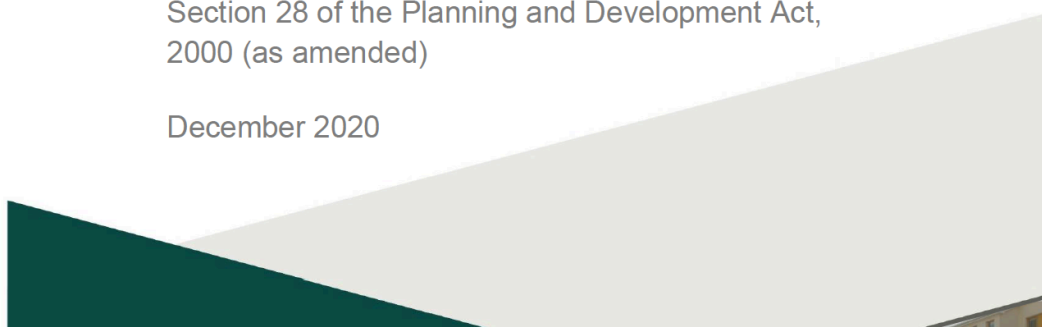 Section 28 of the Planning and Development Act,
2000 (as amended)
December 2020